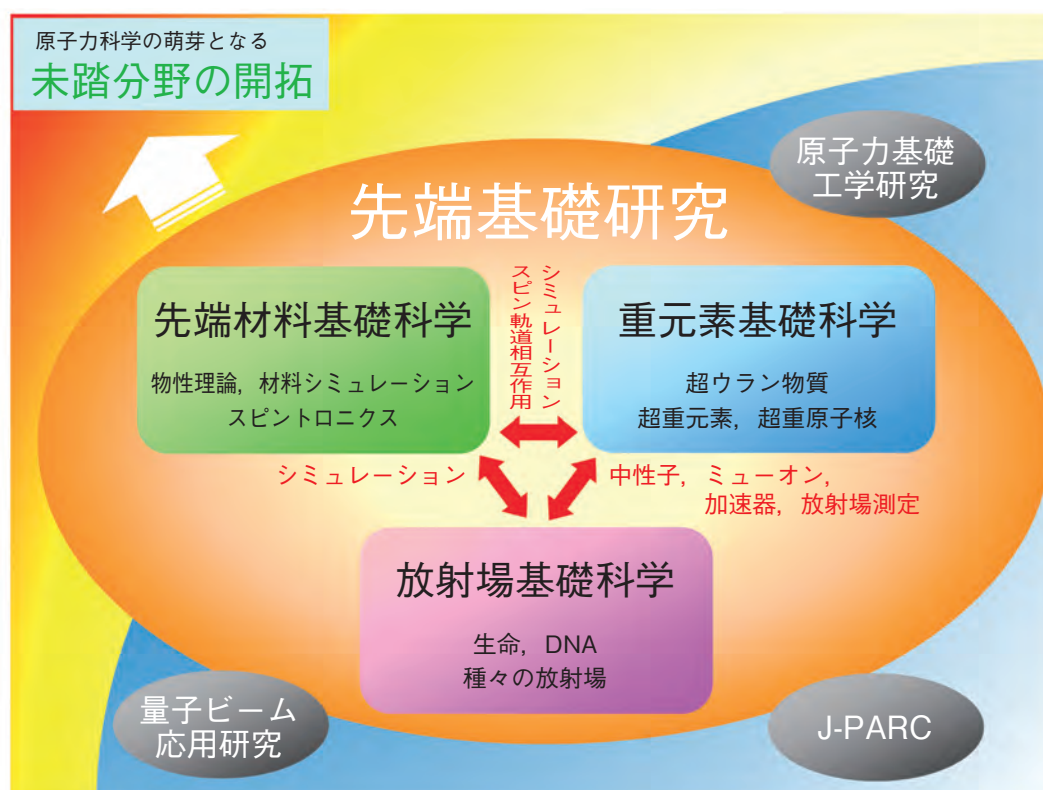 原子力科学の萌芽となる
未踏分野の開拓
原子力基礎
工学研究
先端基礎研究
先端材料基礎科学
物性理論，材料シミュレーション
スピントロニクス
シミュレーション
スピン軌道相互作用
重元素基礎科学
超ウラン物質
超重元素，超重原子核
シミュレーション
中性子，ミューオン，
加速器，放射場測定
放射場基礎科学
生命，DNA
種々の放射場
量子ビーム
応用研究
J-PARC